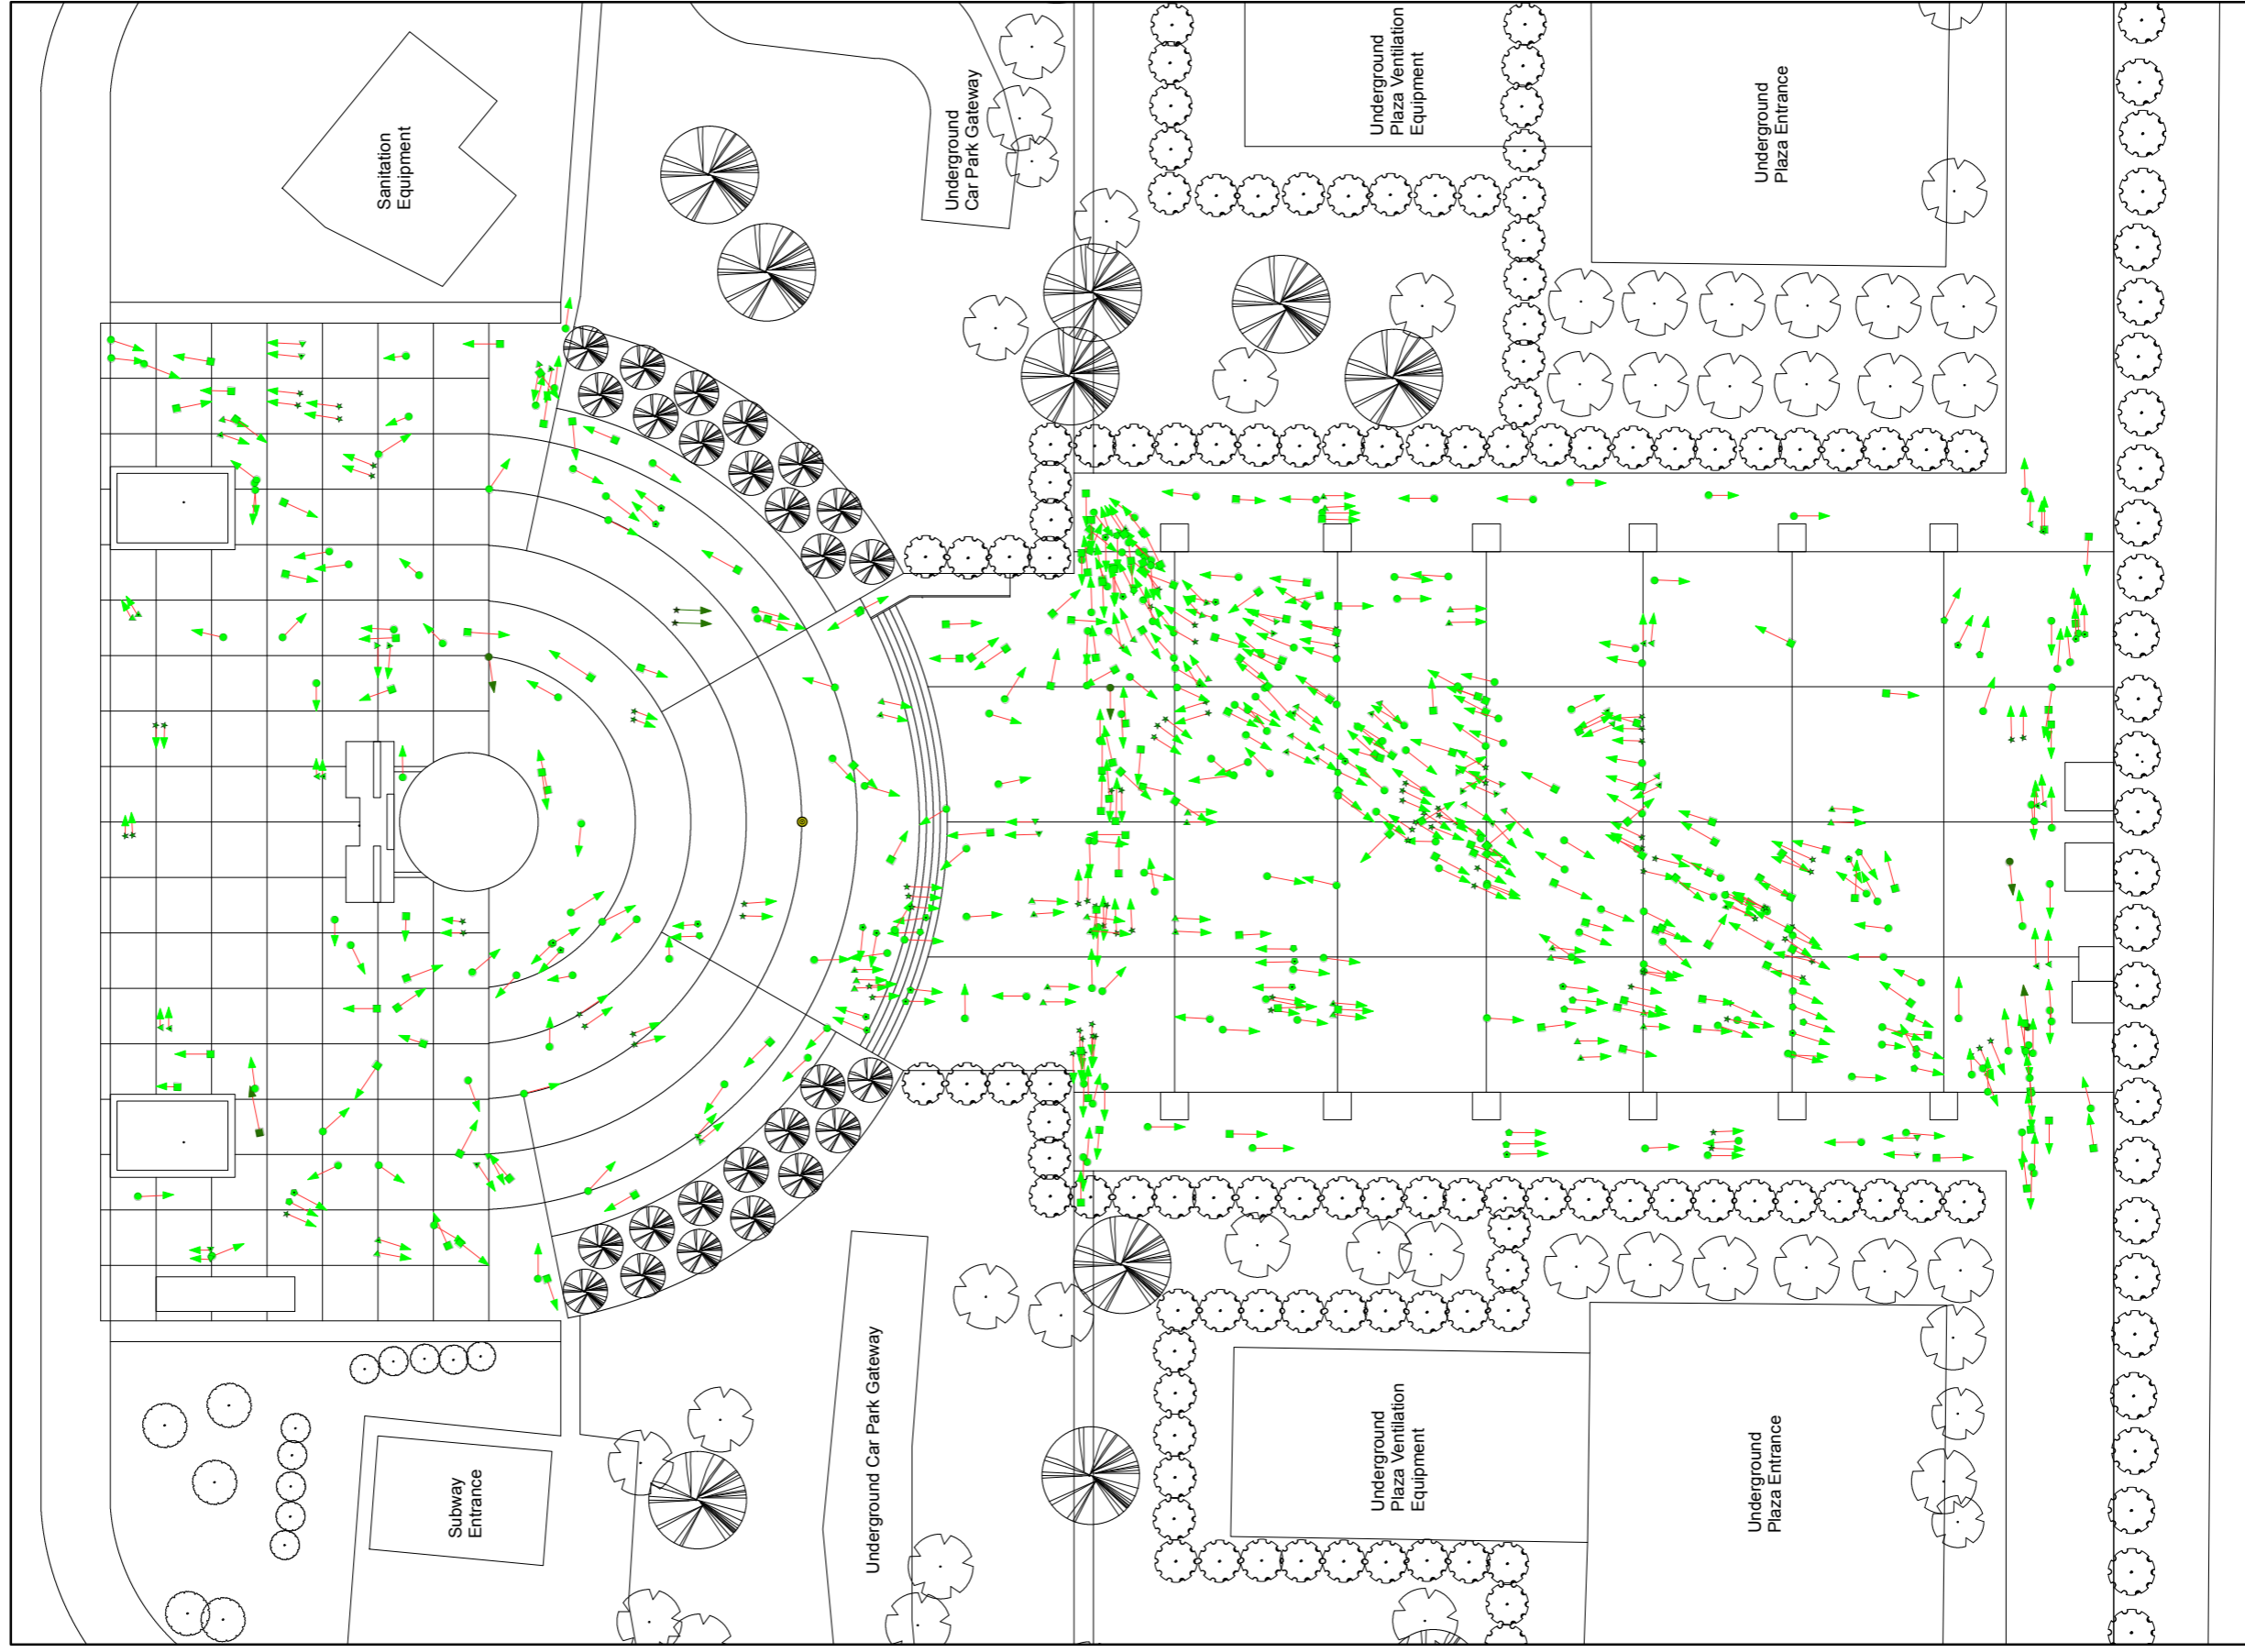 Sanitation
Equipment
Underground
Car Park Gateway
Underground
Plaza Ventilation
Equipment
Underground
Plaza Entrance
Subway
Entrance
Underground Car Park Gateway
Underground
Plaza Ventilation
Equipment
Underground
Plaza Entrance